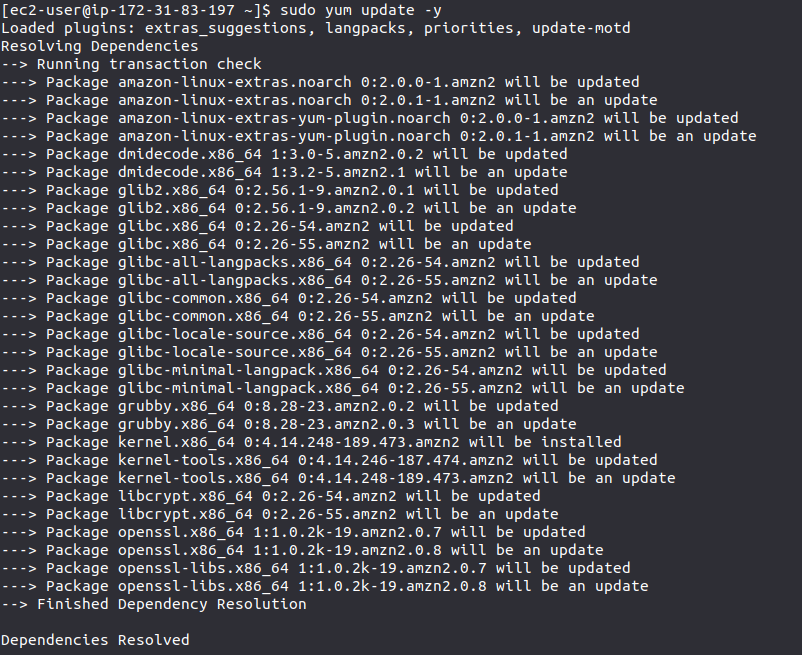 [ec2-user@ip-172-31-83-197 ~]$ sudo yum update -y
Loaded plugins: extras_suggestions, langpacks, priorities, update-motd
Resolving Dependencies
--> Running transaction check
---> Package amazon-linux-extras.noarch 0:2.0.0-1.amzn2 will be updated
---> Package amazon-linux-extras.noarch 0:2.0.1-1.amzn2 will be an update
---> Package amazon-linux-extras-yum-plugin.noarch 0:2.0.0-1.amzn2 will be updated
---> Package amazon-linux-extras-yum-plugin.noarch 0:2.0.1-1.amzn2 will be an update
---> Package dmidecode.x86_64 1:3.0-5.amzn2.0.2 will be updated
---> Package dmidecode.x86_64 1:3.2-5.amzn2.1 will be an update
---> Package glib2.x86_64 0:2.56.1-9.amzn2.0.1 will be updated
---> Package glib2.x86_64 0:2.56.1-9.amzn2.0.2 will be an update
---> Package glibc.x86_64 0:2.26-54.amzn2 will be updated
---> Package glibc.x86_64 0:2.26-55.amzn2 will be an update
---> Package glibc-all-langpacks.x86_64 0:2.26-54.amzn2 will be updated
---> Package glibc-all-langpacks.x86_64 0:2.26-55.amzn2 will be an update
---> Package glibc-common.x86_64 0:2.26-54.amzn2 will be updated
---> Package glibc-common.x86_64 0:2.26-55.amzn2 will be an update
---> Package glibc-locale-source.x86_64 0:2.26-54.amzn2 will be updated
---> Package glibc-locale-source.x86_64 0:2.26-55.amzn2 will be an update
---> Package glibc-minimal-langpack.x86_64 0:2.26-54.amzn2 will be updated
---> Package glibc-minimal-langpack.x86_64 0:2.26-55.amzn2 will be an update
---> Package grubby.x86_64 0:8.28-23.amzn2.0.2 will be updated
---> Package grubby.x86_64 0:8.28-23.amzn2.0.3 will be an update
---> Package kernel.x86_64 0:4.14.248-189.473.amzn2 will be installed
---> Package kernel-tools.x86_64 0:4.14.246-187.474.amzn2 will be updated
---> Package kernel-tools.x86_64 0:4.14.248-189.473.amzn2 will be an update
---> Package libcrypt.x86_64 0:2.26-54.amzn2 will be updated
---> Package libcrypt.x86_64 0:2.26-55.amzn2 will be an update
---> Package openssl.x86_64 1:1.0.2k-19.amzn2.0.7 will be updated
---> Package openssl.x86_64 1:1.0.2k-19.amzn2.0.8 will be an update
---> Package openssl-libs.x86_64 1:1.0.2k-19.amzn2.0.7 will be updated
---> Package openssl-libs.x86_64 1:1.0.2k-19.amzn2.0.8 will be an update
--> Finished Dependency Resolution
Dependencies Resolved